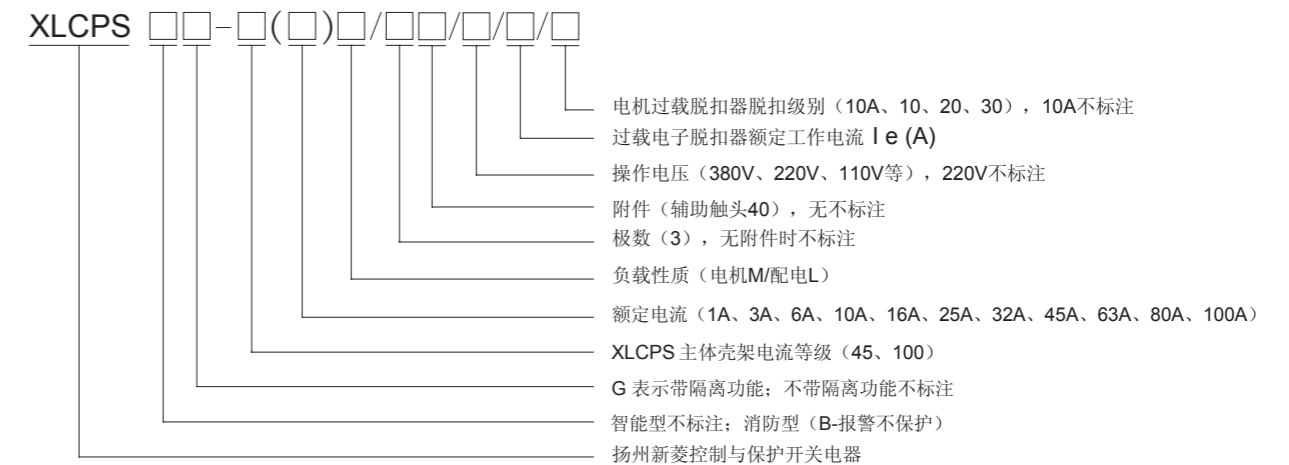 XLCPS □□-□(□)□/□□/□/□/□
电机过载脱扣器脱扣级别（10A、10、20、30），10A不标注
过载电子脱扣器额定工作电流 I e (A)
操作电压（380V、220V、110V等），220V不标注
附件（辅助触头40），无不标注
极数（3），无附件时不标注
负载性质（电机M/配电L）
额定电流（1A、3A、6A、10A、16A、25A、32A、45A、63A、80A、100A）
XLCPS 主体壳架电流等级（45、100）
G 表示带隔离功能；不带隔离功能不标注
智能型不标注；消防型（B-报警不保护）
扬州新菱控制与保护开关电器